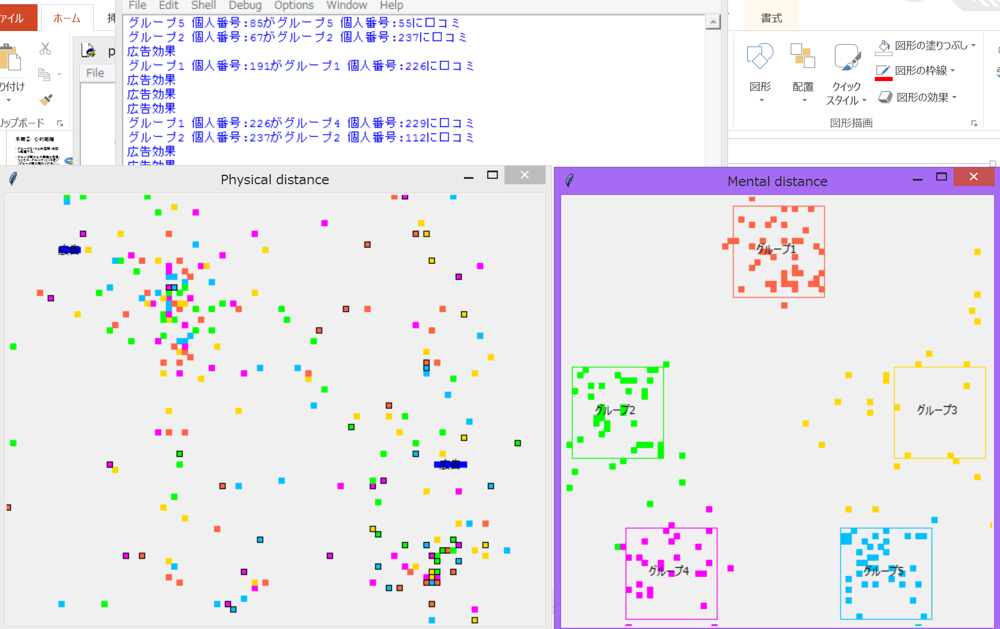 File Edit Shell Debug Options Window Help
ァイル ホーム 挿
書式
グループ5 個人番号:85がグループ5 個人番号:55に口コミ
グループ2 個人番号:67がグループ2 個人番号:237に口コミ
広告効果
グループ1 個人番号:191がグループ1 個人番号:226に口コミ
広告効果
広告効果
広告効果
グループ1 個人番号:226がグループ4 個人番号:229に口コミ
グループ2 個人番号:237がグループ2 個人番号:112に口コミ
広告効果
広告効果
p
File
り付け
リップボード
手順② 心的距離
図形
配置
クイック
スタイル
図形の塗りつぶし
図形の枠線
図形の効果
図形描画
Physical distance
広告
広告
Mental distance
グループ1
グループ2
グループ3
グループ4
グループ5